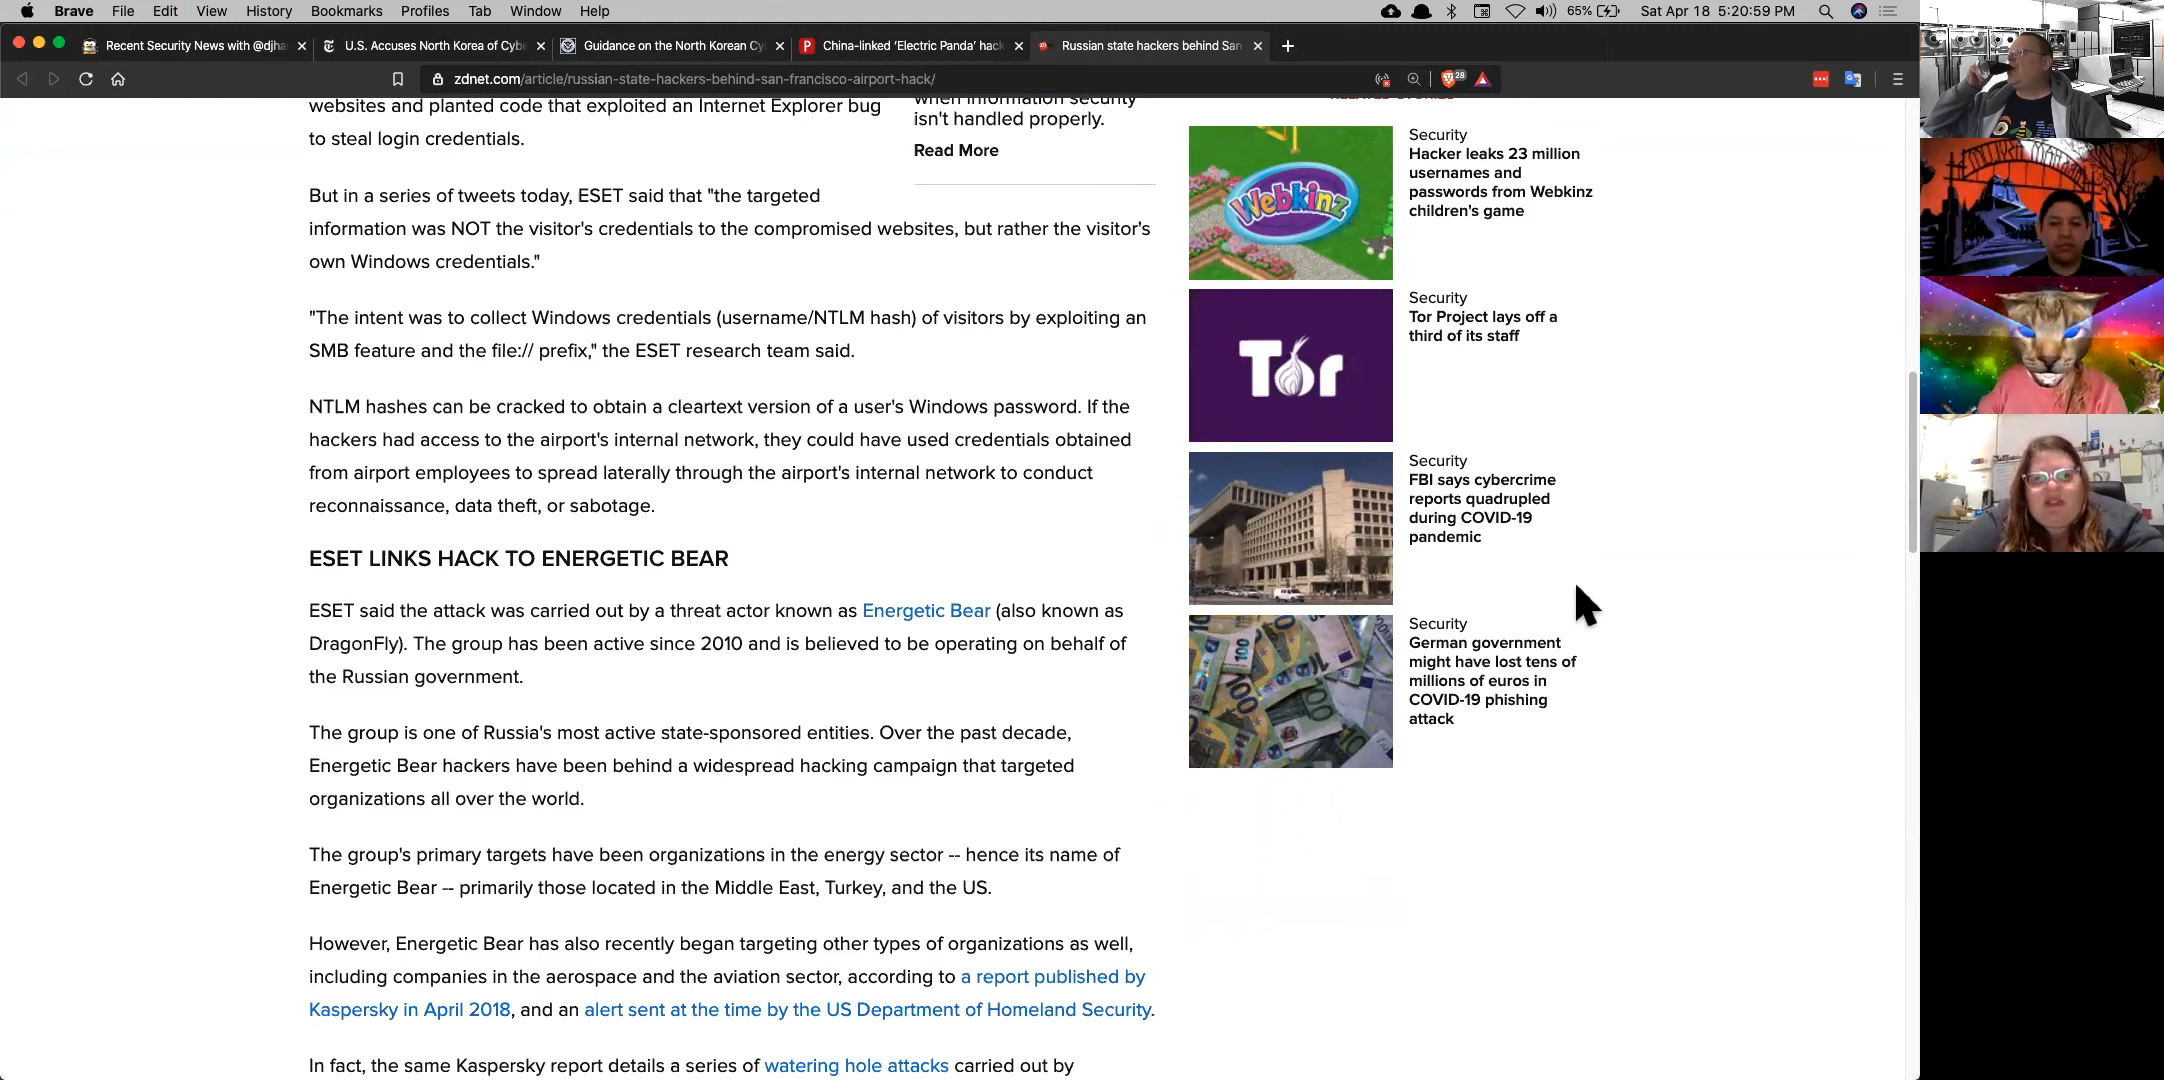 Brave File Edit View History Bookmarks Profiles Tab Window Help 65% Sat Apr 18 5:20:59 PM
Recent Security News with @djha
U.S. Accuses North Korea of Cybe
Guidance on the North Korean Cy
China-linked 'Electric Panda' hack
Russian state hackers behind San
zdnet.com/article/russian-state-hackers-behind-san-francisco-airport-hack/
28
websites and planted code that exploited an Internet Explorer bug
to steal login credentials.
when information security
isn't handled properly.
Read More
But in a series of tweets today, ESET said that "the targeted
information was NOT the visitor's credentials to the compromised websites, but rather the visitor's
own Windows credentials."
"The intent was to collect Windows credentials (username/NTLM hash) of visitors by exploiting an
SMB feature and the file:// prefix," the ESET research team said.
NTLM hashes can be cracked to obtain a cleartext version of a user's Windows password. If the
hackers had access to the airport's internal network, they could have used credentials obtained
from airport employees to spread laterally through the airport's internal network to conduct
reconnaissance, data theft, or sabotage.
ESET LINKS HACK TO ENERGETIC BEAR
ESET said the attack was carried out by a threat actor known as Energetic Bear (also known as
DragonFly). The group has been active since 2010 and is believed to be operating on behalf of
the Russian government.
The group is one of Russia's most active state-sponsored entities. Over the past decade,
Energetic Bear hackers have been behind a widespread hacking campaign that targeted
organizations all over the world.
The group's primary targets have been organizations in the energy sector -- hence its name of
Energetic Bear -- primarily those located in the Middle East, Turkey, and the US.
However, Energetic Bear has also recently began targeting other types of organizations as well,
including companies in the aerospace and the aviation sector, according to a report published by
Kaspersky in April 2018, and an alert sent at the time by the US Department of Homeland Security.
In fact, the same Kaspersky report details a series of watering hole attacks carried out by
RELATED STORIES
Webkinz
Security
Hacker leaks 23 million
usernames and
passwords from Webkinz
children's game
Tor
Security
Tor Project lays off a
third of its staff
Security
FBI says cybercrime
reports quadrupled
during COVID-19
pandemic
100
100
Security
German government
might have lost tens of
millions of euros in
COVID-19 phishing
attack